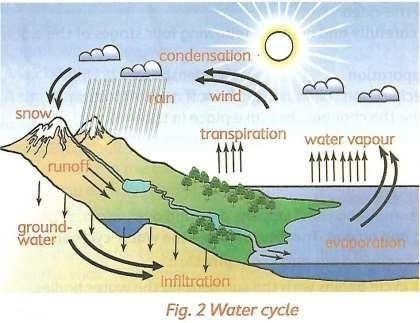 condensation
rain
wind
snow
transpiration
water vapour
runoff
ground-
water
evaporation
infiltration
Fig. 2 Water cycle